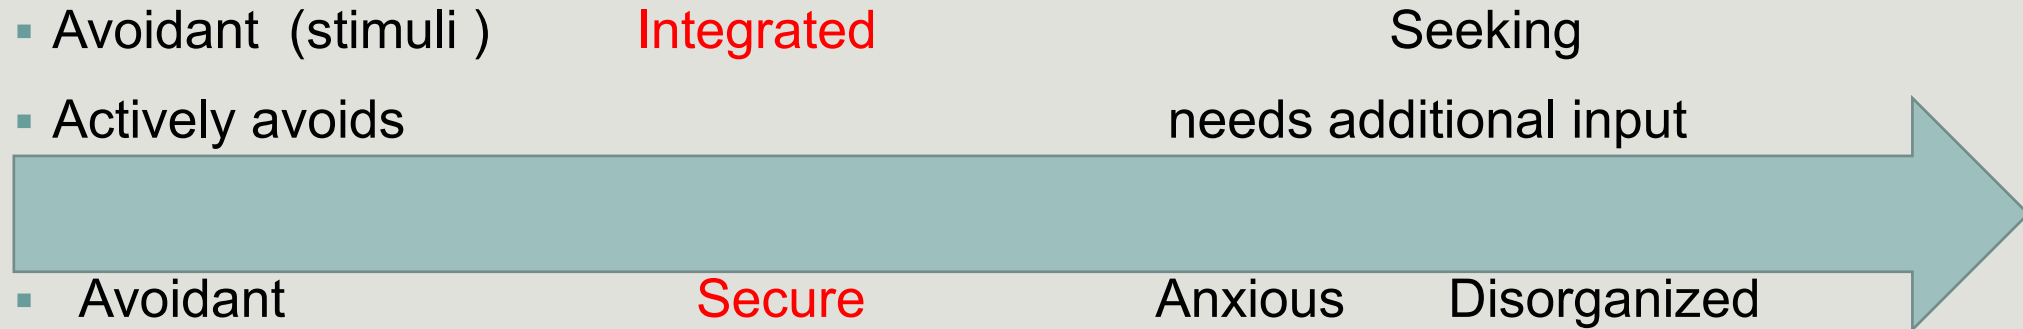 ▪ Avoidant (stimuli ) Integrated Seeking
▪ Actively avoids needs additional input
▪ Avoidant Secure Anxious Disorganized